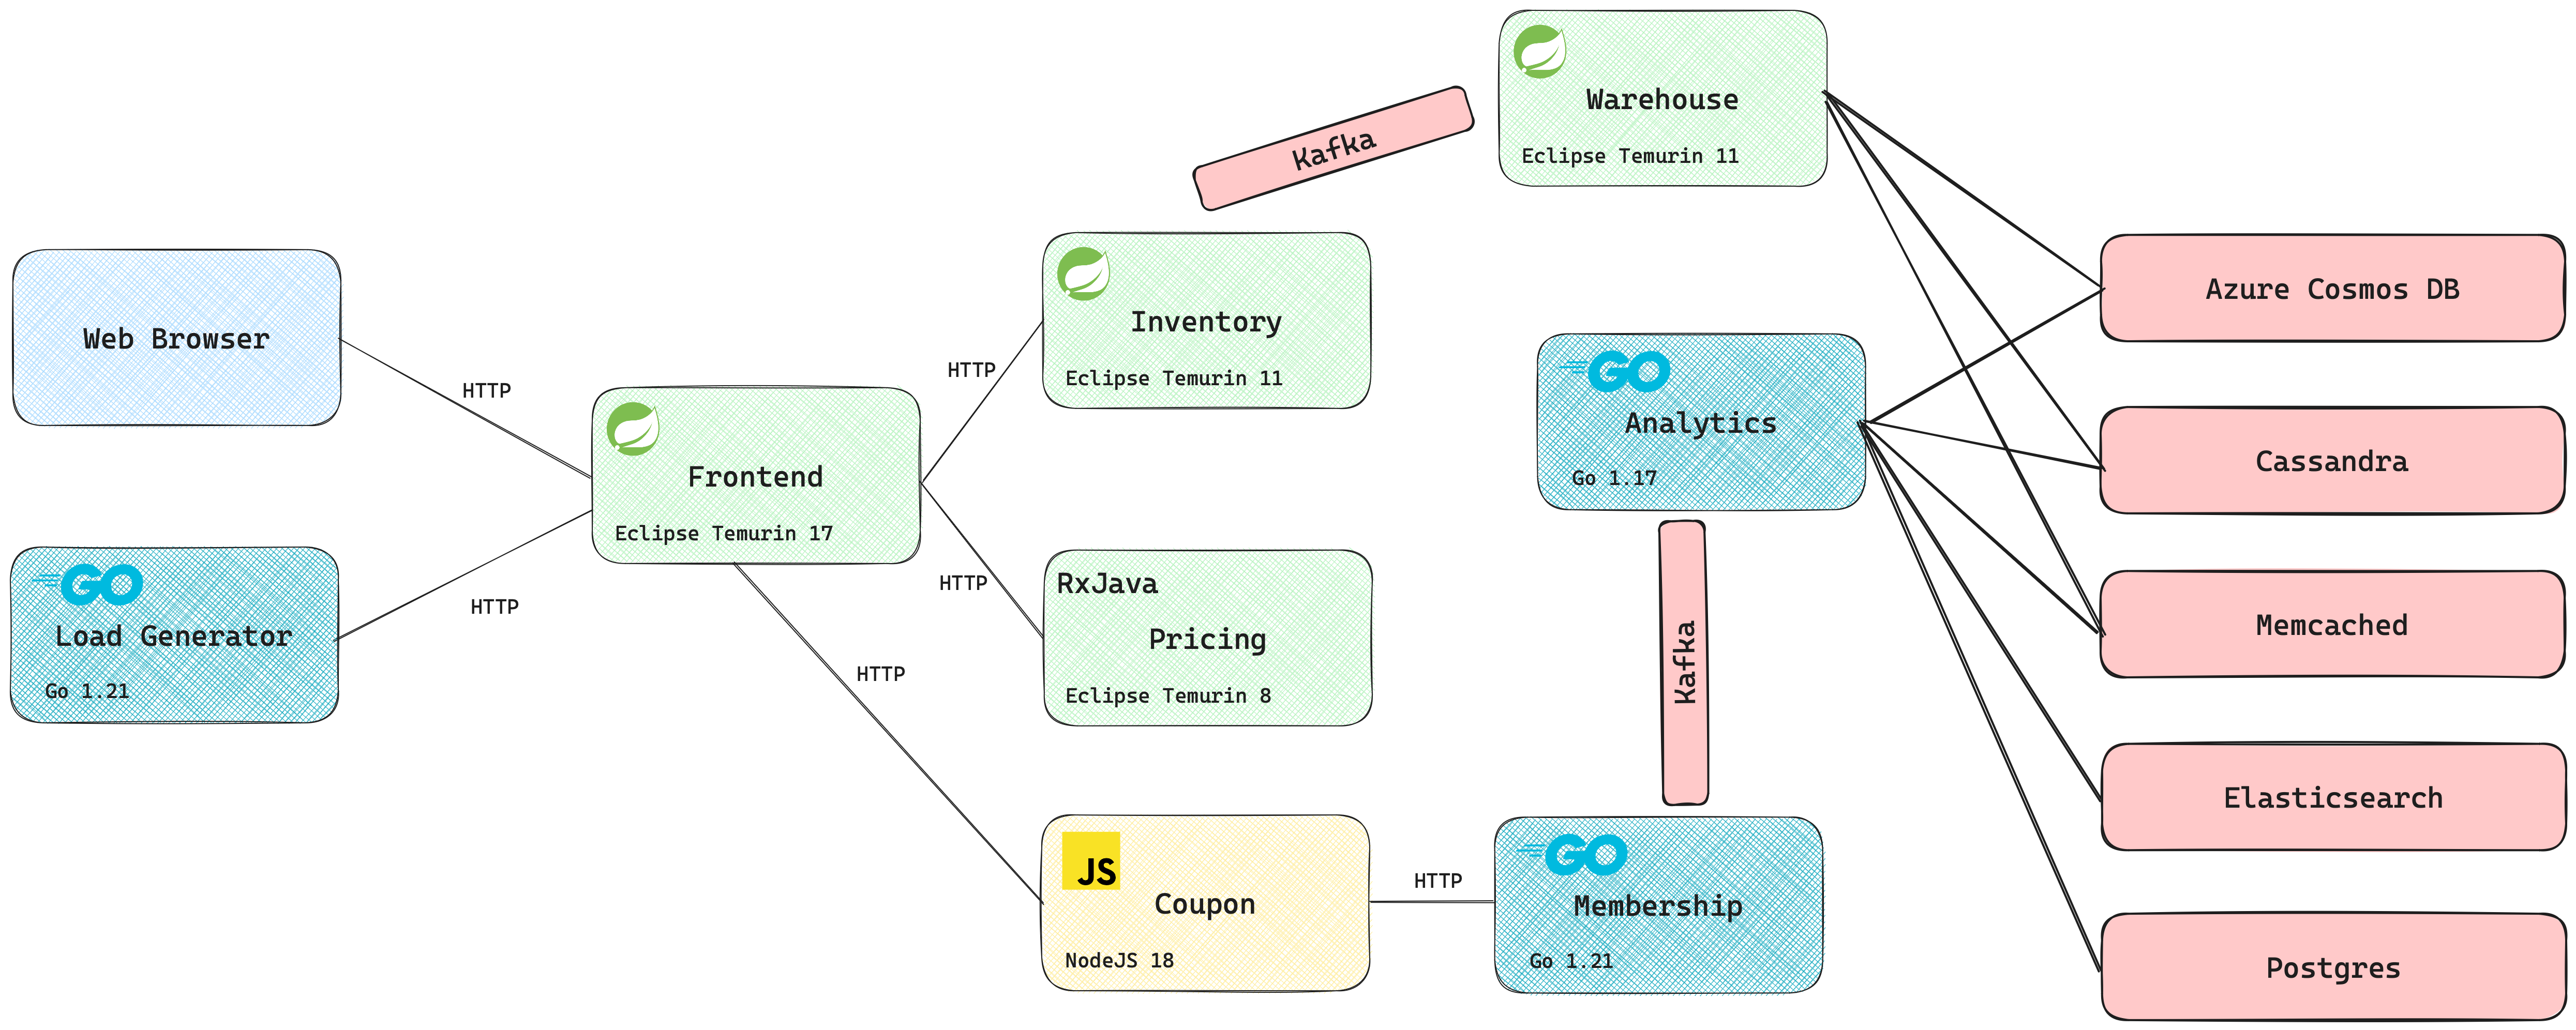 Warehouse
Eclipse Temurin 11
Kafka
Web Browser
HTTP
GO
Load Generator
Go 1.21
HTTP
Frontend
Eclipse Temurin 17
HTTP
Inventory
Eclipse Temurin 11
HTTP
RxJava
Pricing
Eclipse Temurin 8
HTTP
JS
Coupon
NodeJS 18
HTTP
GO
Membership
Go 1.21
Kafka
GO
Analytics
Go 1.17
Azure Cosmos DB
Cassandra
Memcached
Elasticsearch
Postgres